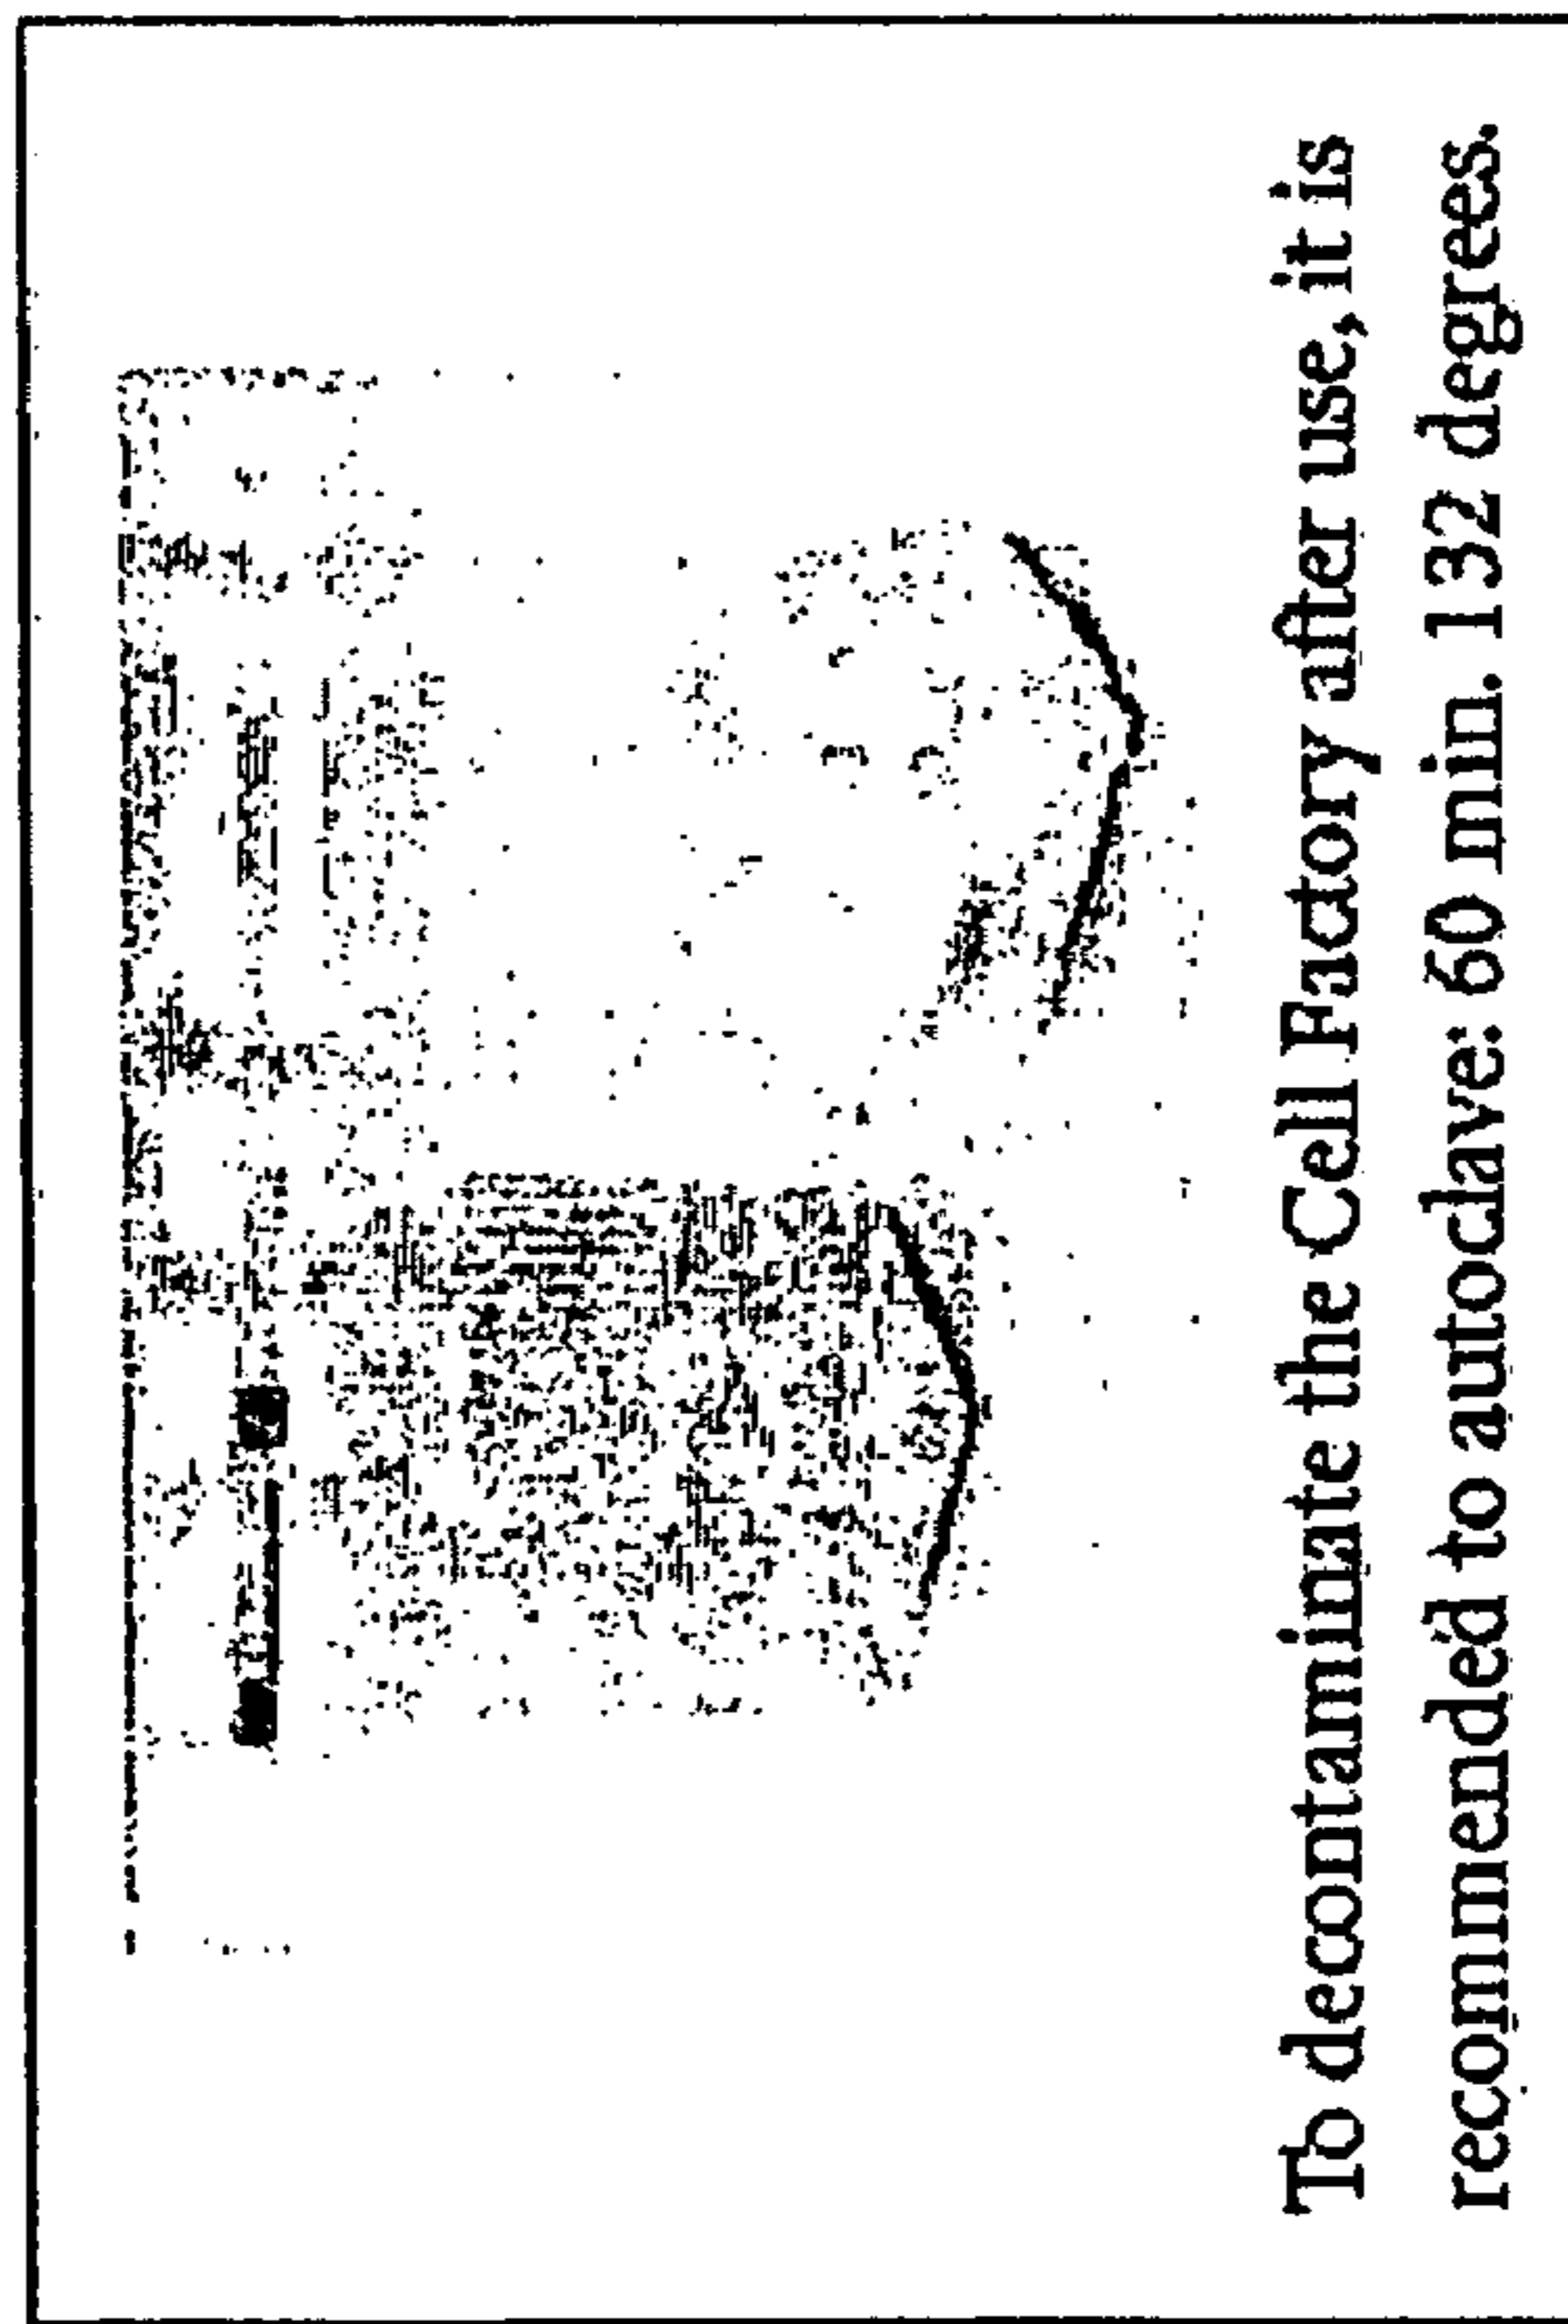 To decontaminate the Cell Factory after use, it is
recommended to autoclave: 60 min. 132 degrees.